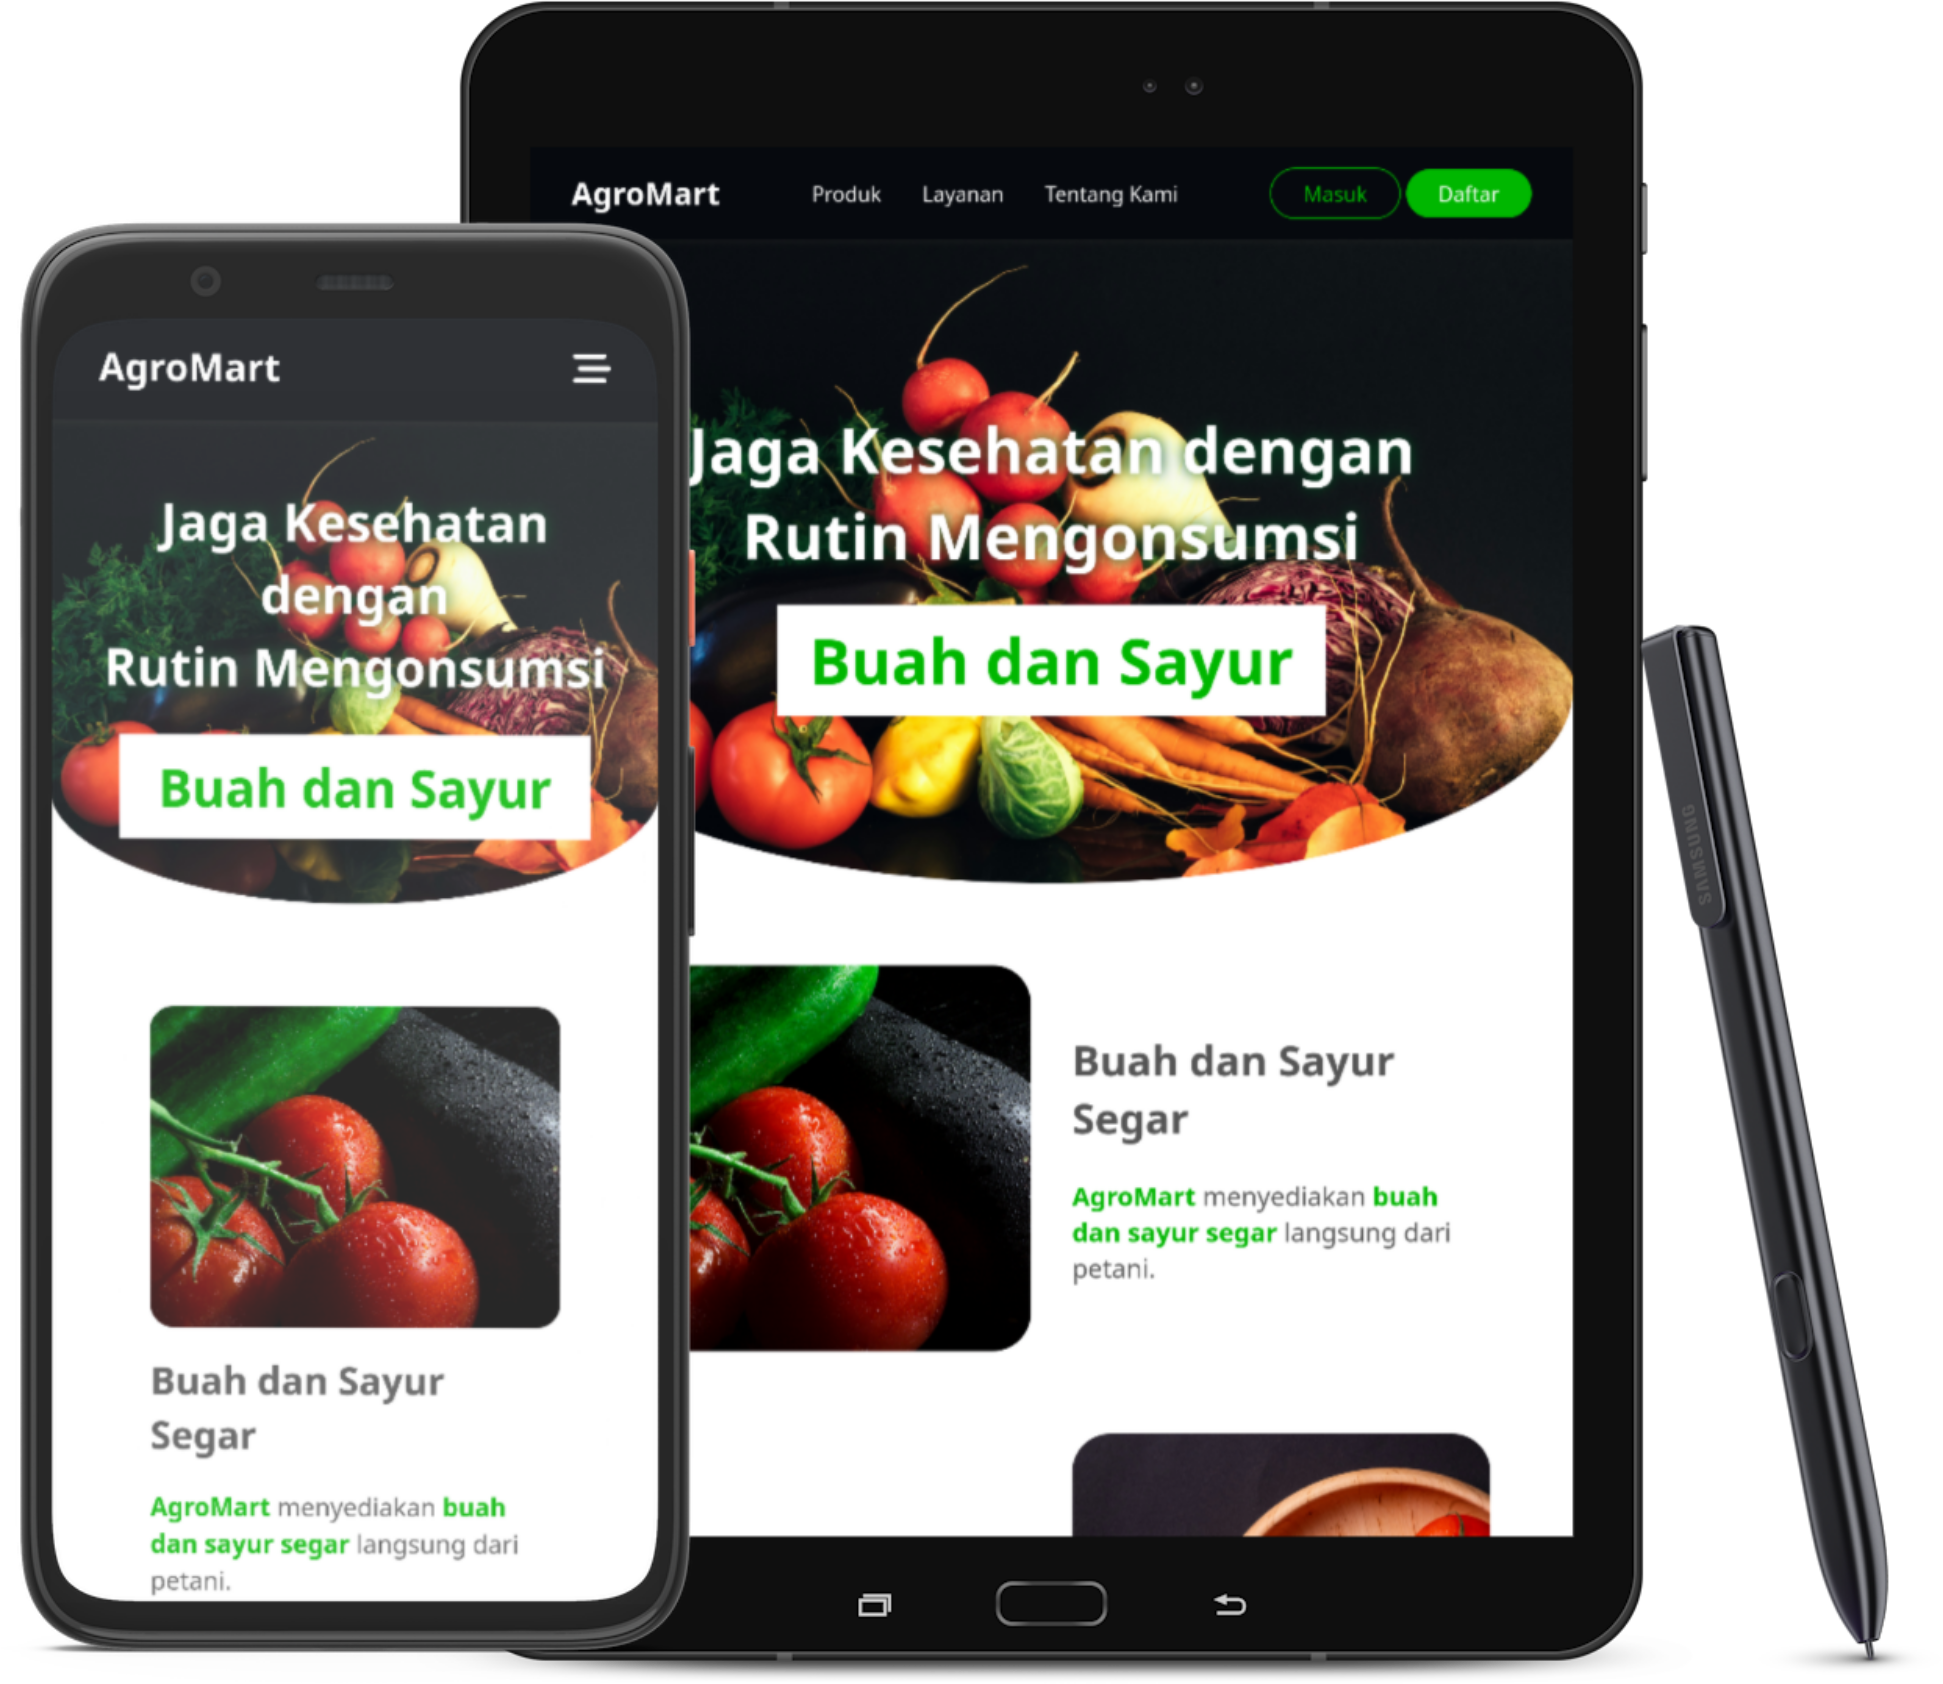 AgroMart
Produk Layanan Tentang Kami Masuk Daftar
Jaga Kesehatan dengan
Rutin Mengonsumsi
Buah dan Sayur
Buah dan Sayur
Segar
AgroMart menyediakan buah
dan sayur segar langsung dari
petani.
AgroMart
Jaga Kesehatan
dengan
Rutin Mengonsumsi
Buah dan Sayur
Buah dan Sayur
Segar
AgroMart menyediakan buah
dan sayur segar langsung dari
petani.
SAMSUNG